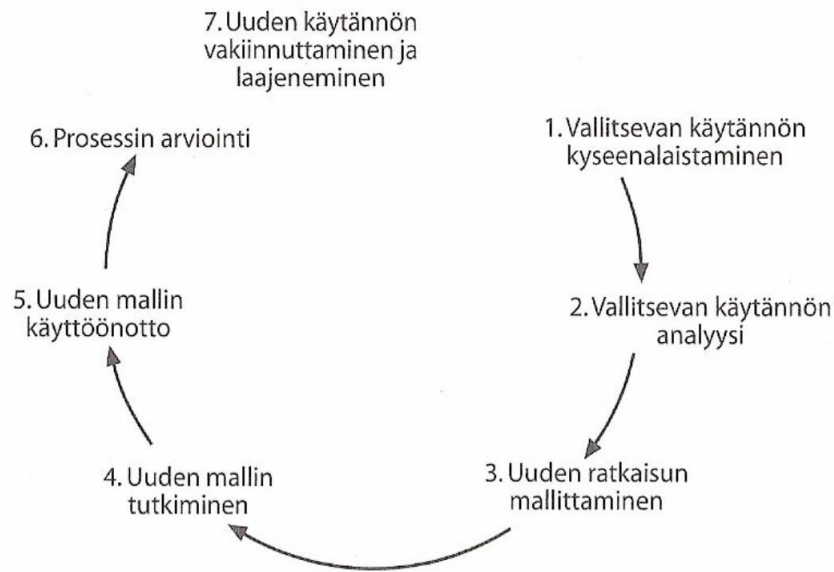 7. Uuden käytännön
vakiinnuttaminen ja
laajeneminen
6. Prosessin arviointi
1. Vallitsevan käytännön
kyseenalaistaminen
5. Uuden mallin
käyttöönotto
2. Vallitsevan käytännön
analyysi
4. Uuden mallin
tutkiminen
3. Uuden ratkaisun
mallittaminen